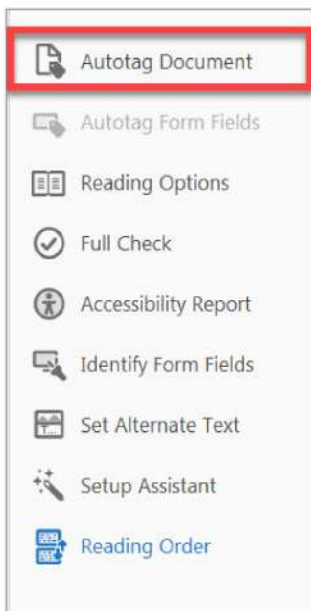 Autotag Document
Autotag Form Fields
Reading Options
Full Check
Accessibility Report
Identify Form Fields
Set Alternate Text
Setup Assistant
Reading Order